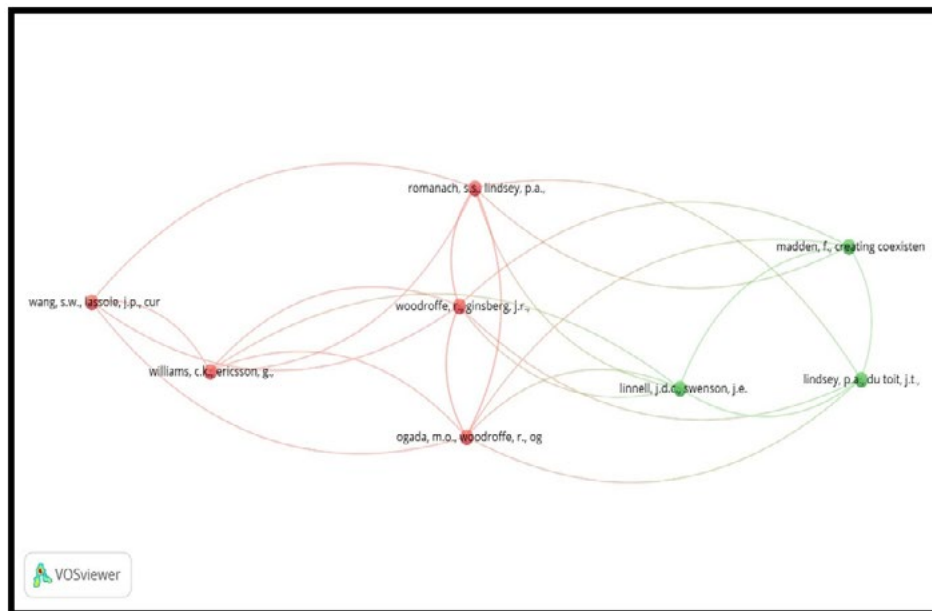 romanach, s.s., lindsey, p.a.,
madden, f., creating coexisten
wang, s.w., lassoie, j.p., cur
woodroffe, r., ginsberg, j.r.,
williams, c.k., ericsson, g.,
linnell, j.d.c., swenson, j.e.
lindsey, p.a., du toit, j.t.,
ogada, m.o., woodroffe, r., og
VOSviewer